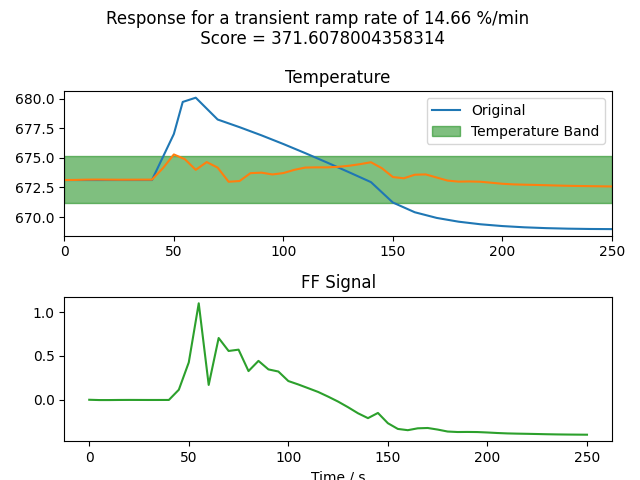 Response for a transient ramp rate of 14.66 %/min
Score = 371.6078004358314
Temperature
680.0
677.5
675.0
672.5
670.0
Original
Temperature Band
0 50 100 150 200 250
FF Signal
1.0
0.5
0.0
0 50 100 150 200 250
Time / s